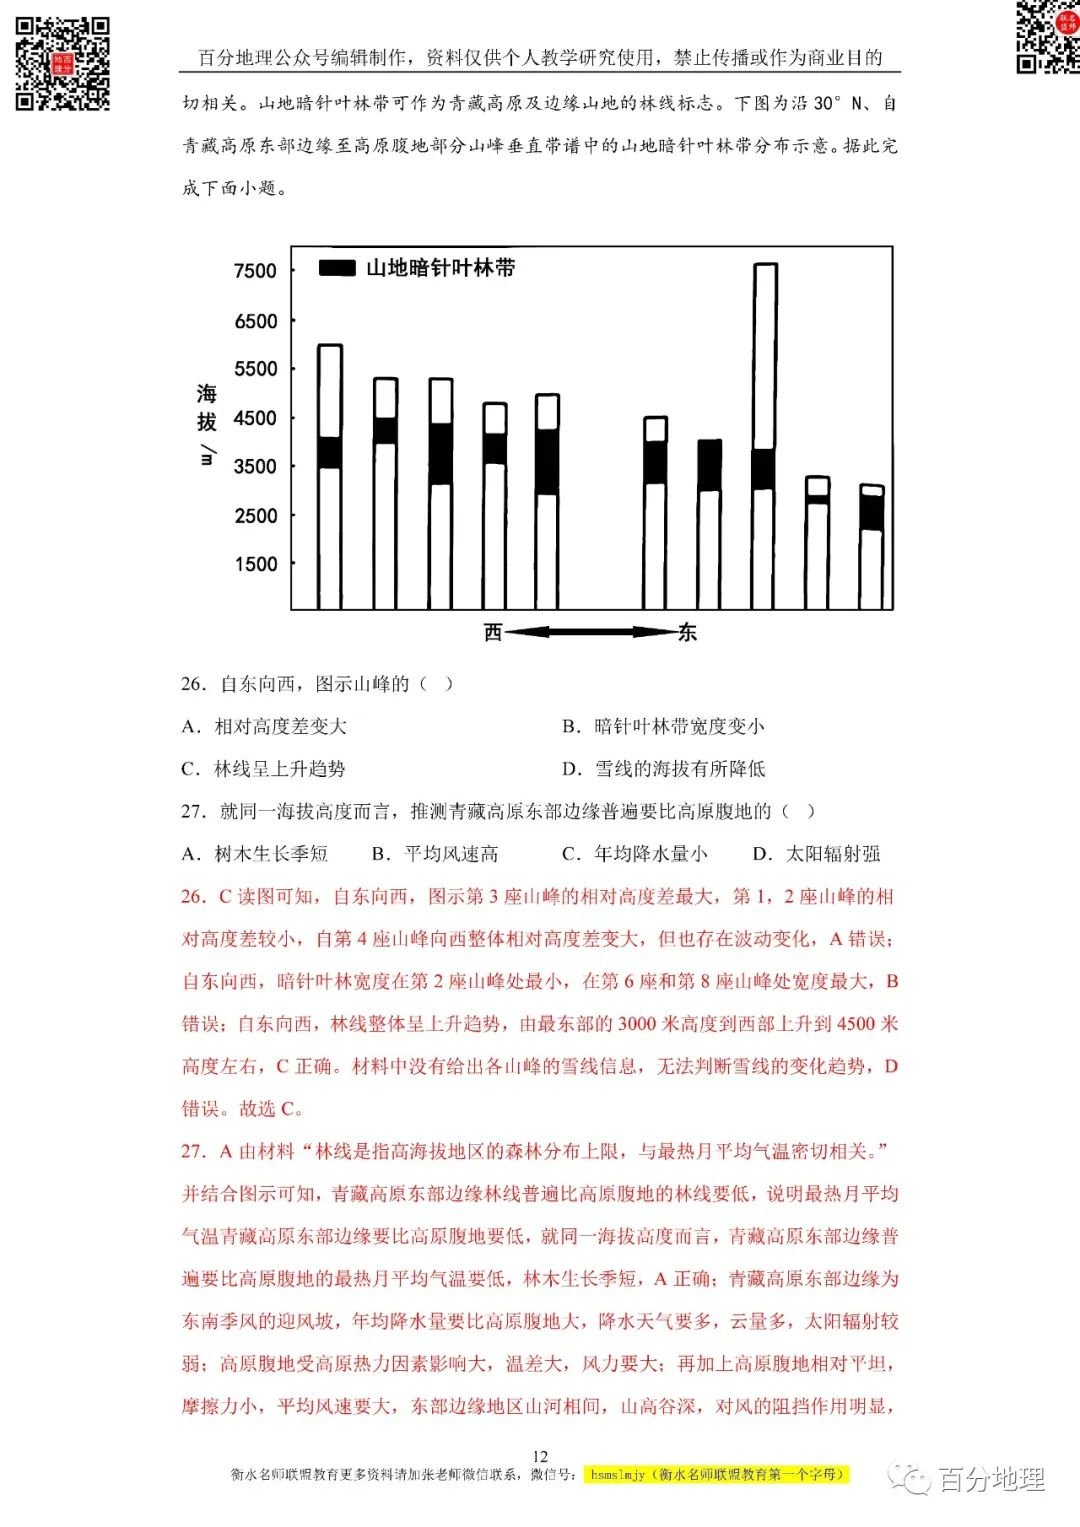 百分地理公众号编辑制作，资料仅供个人教学研究使用，禁止传播或作为商业目的
切相关。山地暗针叶林带可作为青藏高原及边缘山地的林线标志。下图为沿 30° N、自
青藏高原东部边缘至高原腹地部分山峰垂直带谱中的山地暗针叶林带分布示意。据此完
成下面小题。
7500
山地暗针叶林带
6500
5500
海拔/m
4500
3500
2500
1500
西
东
26．自东向西，图示山峰的（ ）
A．相对高度差变大 B．暗针叶林带宽度变小
C．林线呈上升趋势 D．雪线的海拔有所降低
27．就同一海拔高度而言，推测青藏高原东部边缘普遍要比高原腹地的（ ）
A．树木生长季短 B．平均风速高 C．年均降水量小 D．太阳辐射强
26．C 读图可知，自东向西，图示第 3 座山峰的相对高度差最大，第 1，2 座山峰的相
对高度差较小，自第 4 座山峰向西整体相对高度差变大，但也存在波动变化，A 错误；
自东向西，暗针叶林宽度在第 2 座山峰处最小，在第 6 座和第 8 座山峰处宽度最大，B
错误；自东向西，林线整体呈上升趋势，由最东部的 3000 米高度到西部上升到 4500 米
高度左右，C 正确。材料中没有给出各山峰的雪线信息，无法判断雪线的变化趋势，D
错误。故选 C。
27．A 由材料“林线是指高海拔地区的森林分布上限，与最热月平均气温密切相关。”
并结合图示可知，青藏高原东部边缘林线普遍比高原腹地的林线要低，说明最热月平均
气温青藏高原东部边缘要比高原腹地要低，就同一海拔高度而言，青藏高原东部边缘普
遍要比高原腹地的最热月平均气温要低，林木生长季短，A 正确；青藏高原东部边缘为
东南季风的迎风坡，年均降水量要比高原腹地大，降水天气要多，云量多，太阳辐射较
弱；高原腹地受高原热力因素影响大，温差大，风力要大；再加上高原腹地相对平坦，
摩擦力小，平均风速要大，东部边缘地区山河相间，山高谷深，对风的阻挡作用明显，
12
衡水名师联盟教育更多资料请加张老师微信联系，微信号： hsmslmjy（衡水名师联盟教育第一个字母）
百分地理